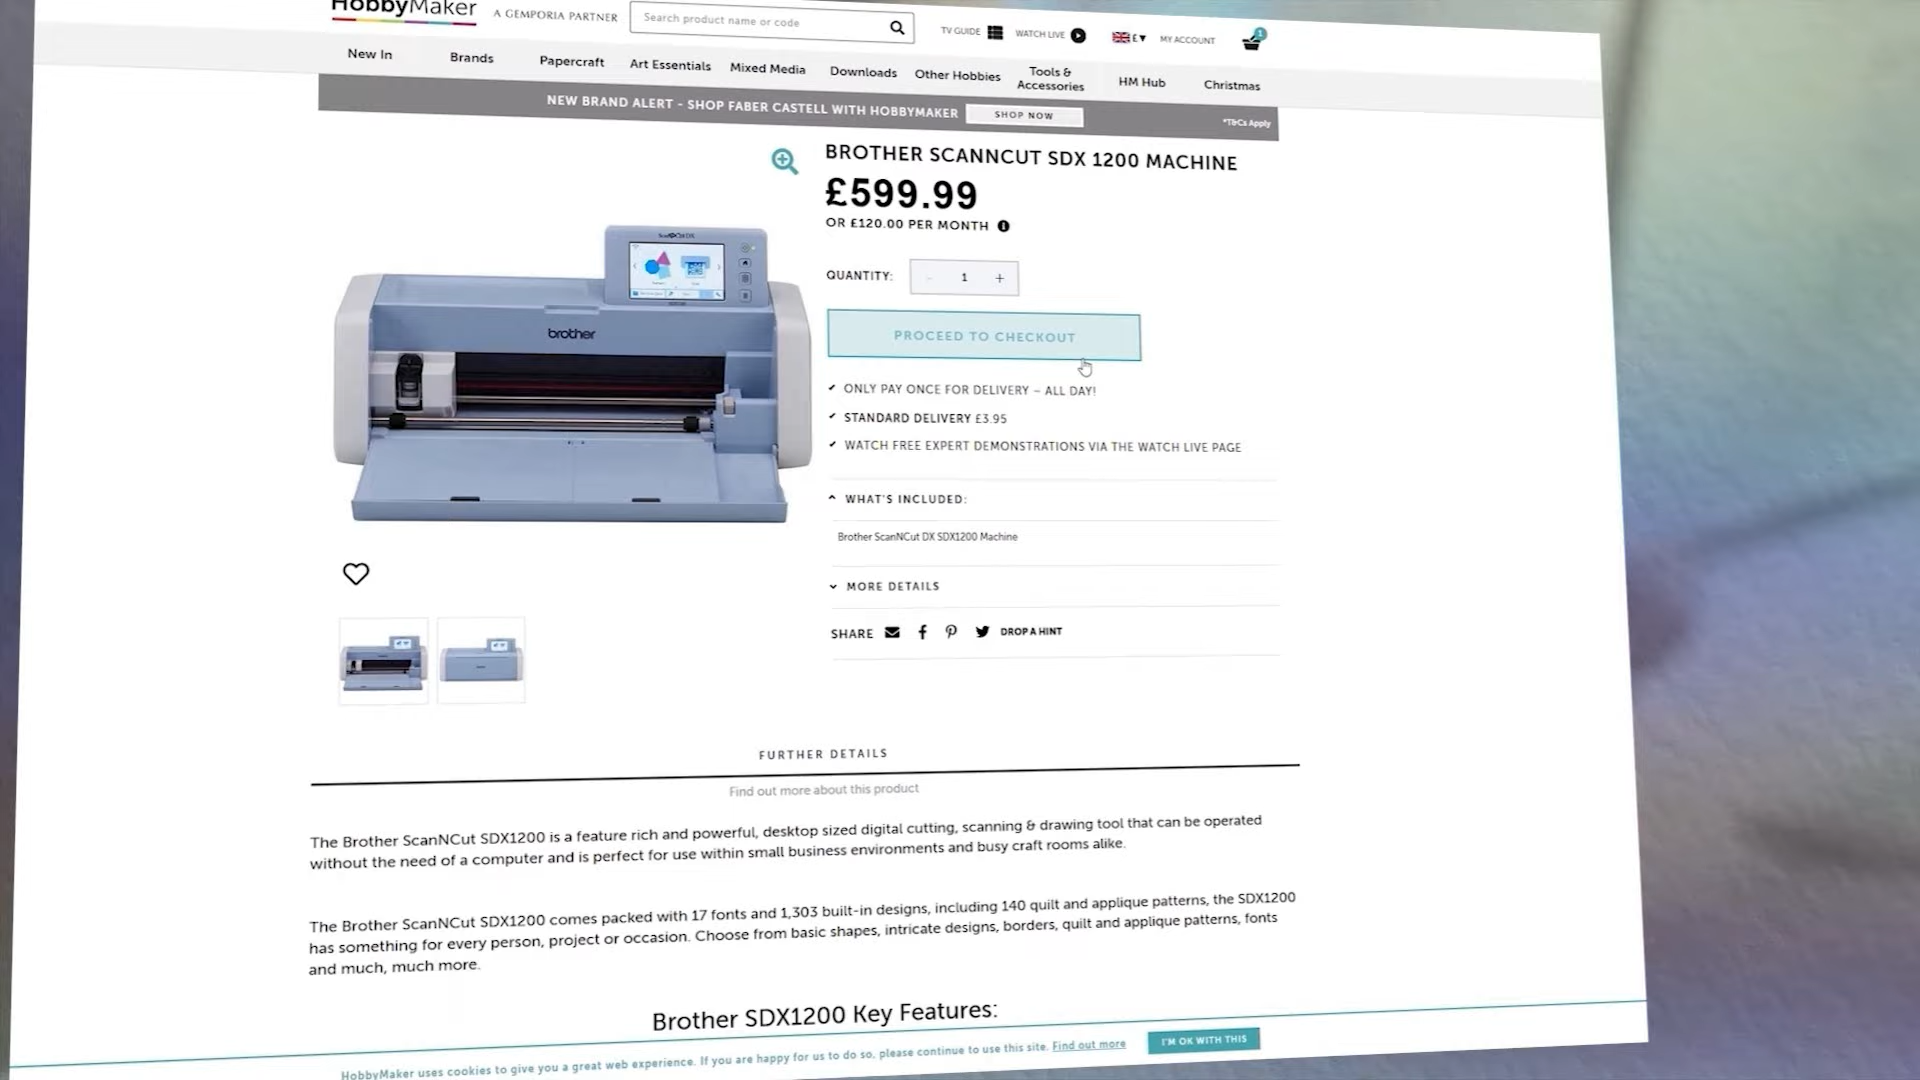 HobbyMaker
A GEMPORIA PARTNER
Search product name or code
TV GUIDE
WATCH LIVE
£
MY ACCOUNT
1
New In
Brands
Papercraft
Art Essentials
Mixed Media
Downloads
Other Hobbies
Tools &
Accessories
HM Hub
Christmas
NEW BRAND ALERT - SHOP FABER CASTELL WITH HOBBYMAKER
SHOP NOW
*T&Cs Apply
BROTHER SCANNCUT SDX 1200 MACHINE
£599.99
OR £120.00 PER MONTH
QUANTITY:
- 1 +
PROCEED TO CHECKOUT
ONLY PAY ONCE FOR DELIVERY – ALL DAY!
STANDARD DELIVERY £3.95
WATCH FREE EXPERT DEMONSTRATIONS VIA THE WATCH LIVE PAGE
WHAT'S INCLUDED:
Brother ScanNCut DX SDX1200 Machine
MORE DETAILS
SHARE
DROP A HINT
brother
FURTHER DETAILS
Find out more about this product
The Brother ScanNCut SDX1200 is a feature rich and powerful, desktop sized digital cutting, scanning & drawing tool that can be operated
without the need of a computer and is perfect for use within small business environments and busy craft rooms alike.
The Brother ScanNCut SDX1200 comes packed with 17 fonts and 1,303 built-in designs, including 140 quilt and applique patterns, the SDX1200
has something for every person, project or occasion. Choose from basic shapes, intricate designs, borders, quilt and applique patterns, fonts
and much, much more.
Brother SDX1200 Key Features:
HobbyMaker uses cookies to give you a great web experience. If you are happy for us to do so, please continue to use this site. Find out more
I'M OK WITH THIS